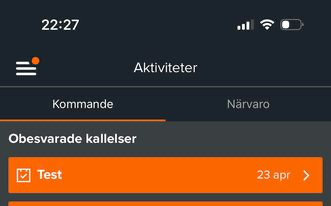 22:27
Aktiviteter
Kommande Närvaro
Obesvarade kallelser
Test 23 apr